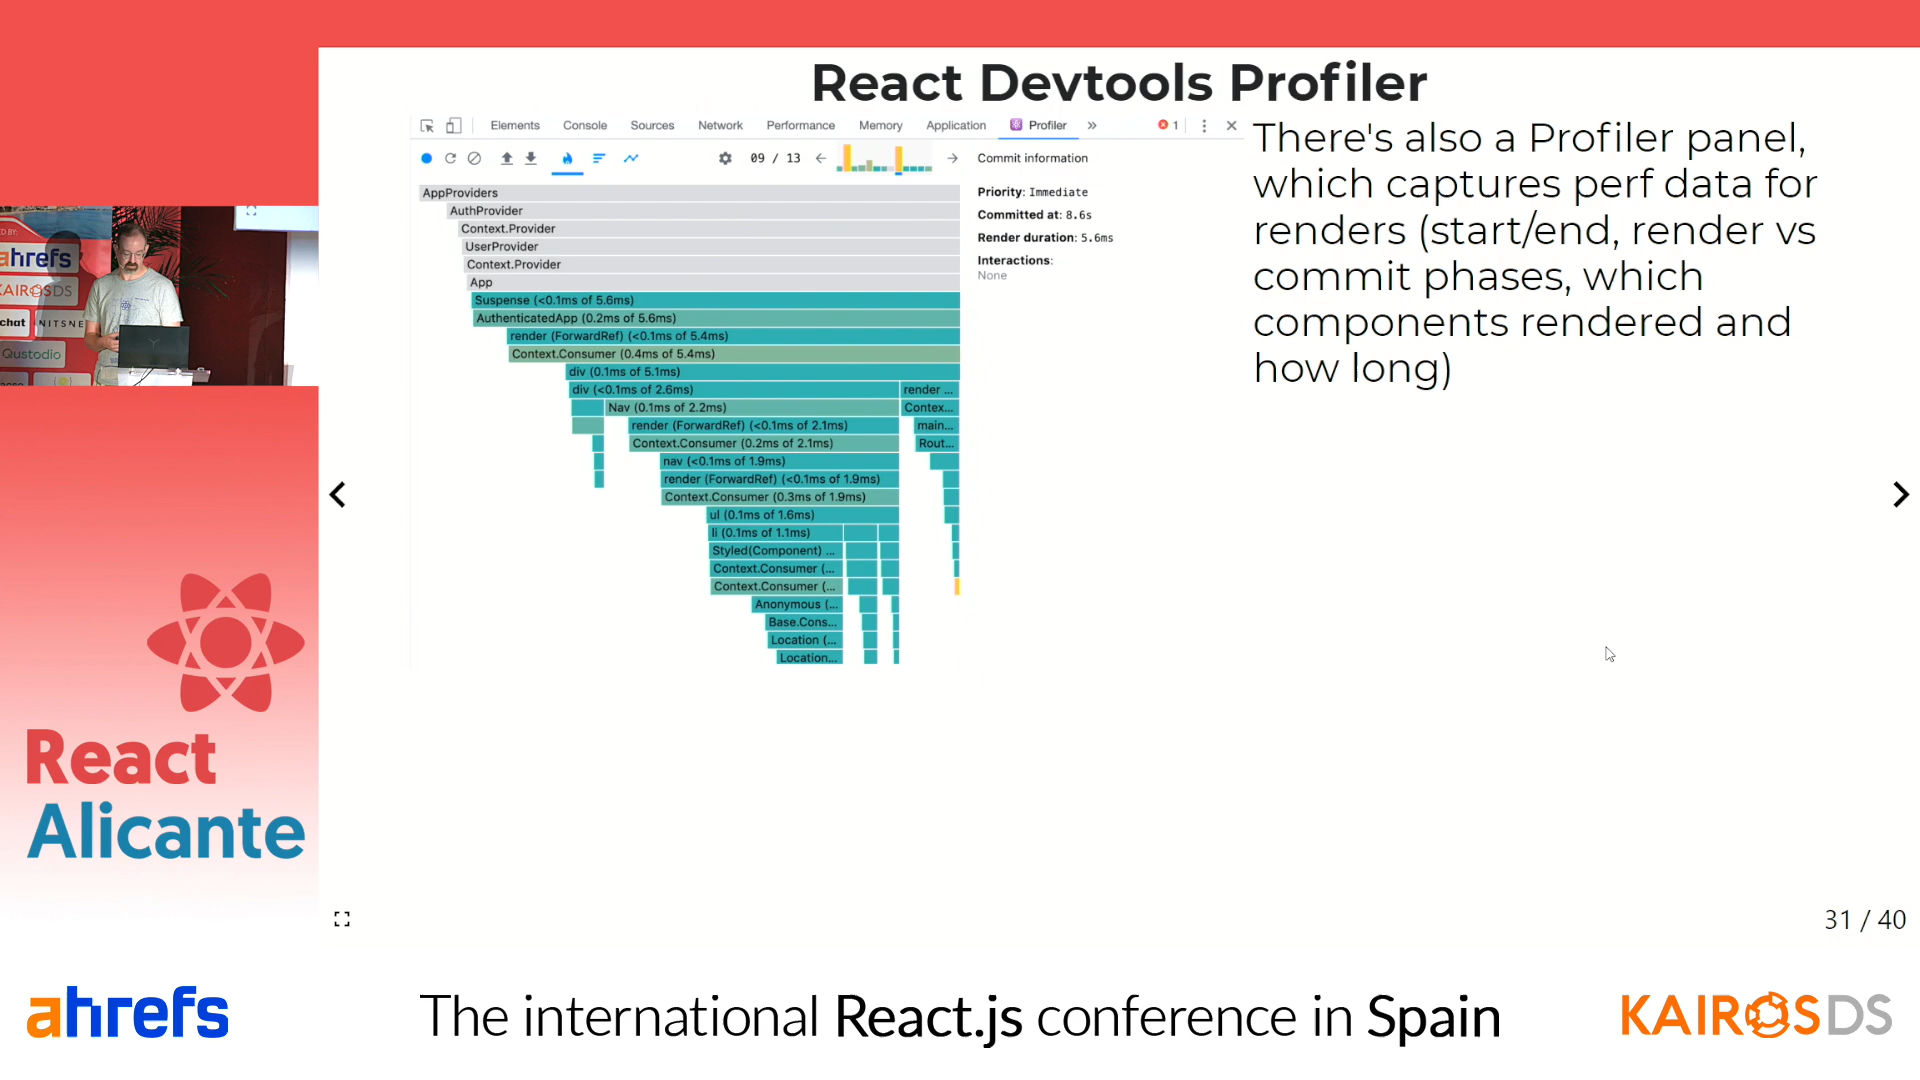 React Devtools Profiler
Elements Console Sources Network Performance Memory Application Profiler » 1
09 / 13
AppProviders
AuthProvider
Context.Provider
UserProvider
Context.Provider
App
Suspense (<0.1ms of 5.6ms)
AuthenticatedApp (0.2ms of 5.6ms)
render (ForwardRef) (<0.1ms of 5.4ms)
Context.Consumer (0.4ms of 5.4ms)
div (0.1ms of 5.1ms)
div (<0.1ms of 2.6ms) render ...
Nav (0.1ms of 2.2ms) Contex...
render (ForwardRef) (<0.1ms of 2.1ms) main...
Context.Consumer (0.2ms of 2.1ms) Rout...
nav (<0.1ms of 1.9ms)
render (ForwardRef) (<0.1ms of 1.9ms)
Context.Consumer (0.3ms of 1.9ms)
ul (0.1ms of 1.6ms)
li (0.1ms of 1.1ms)
Styled(Component) ...
Context.Consumer (...
Context.Consumer (...
Anonymous (...
Base.Cons...
Location (...
Location...
Commit information
Priority: Immediate
Committed at: 8.6s
Render duration: 5.6ms
Interactions:
None
There's also a Profiler panel,
which captures perf data for
renders (start/end, render vs
commit phases, which
components rendered and
how long)
31 / 40
ahrefs
KAIROSDS
chat NITSNE
Qustodio
React
Alicante
ahrefs
The international React.js conference in Spain
KAIROSDS